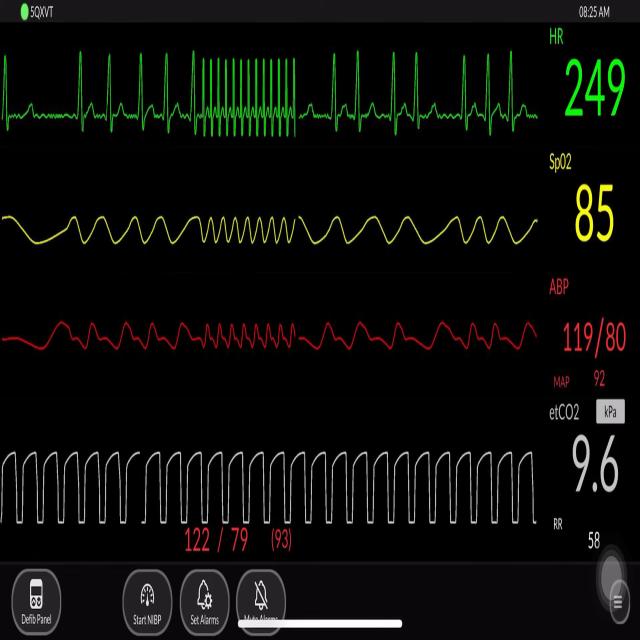 5QXVT
08:25 AM
HR
249
SpO2
85
ABP
119/80
MAP 92
etCO2 kPa
9.6
RR
58
122 / 79 (93)
Defib Panel
Start NIBP
Set Alarms
Mute Alarms